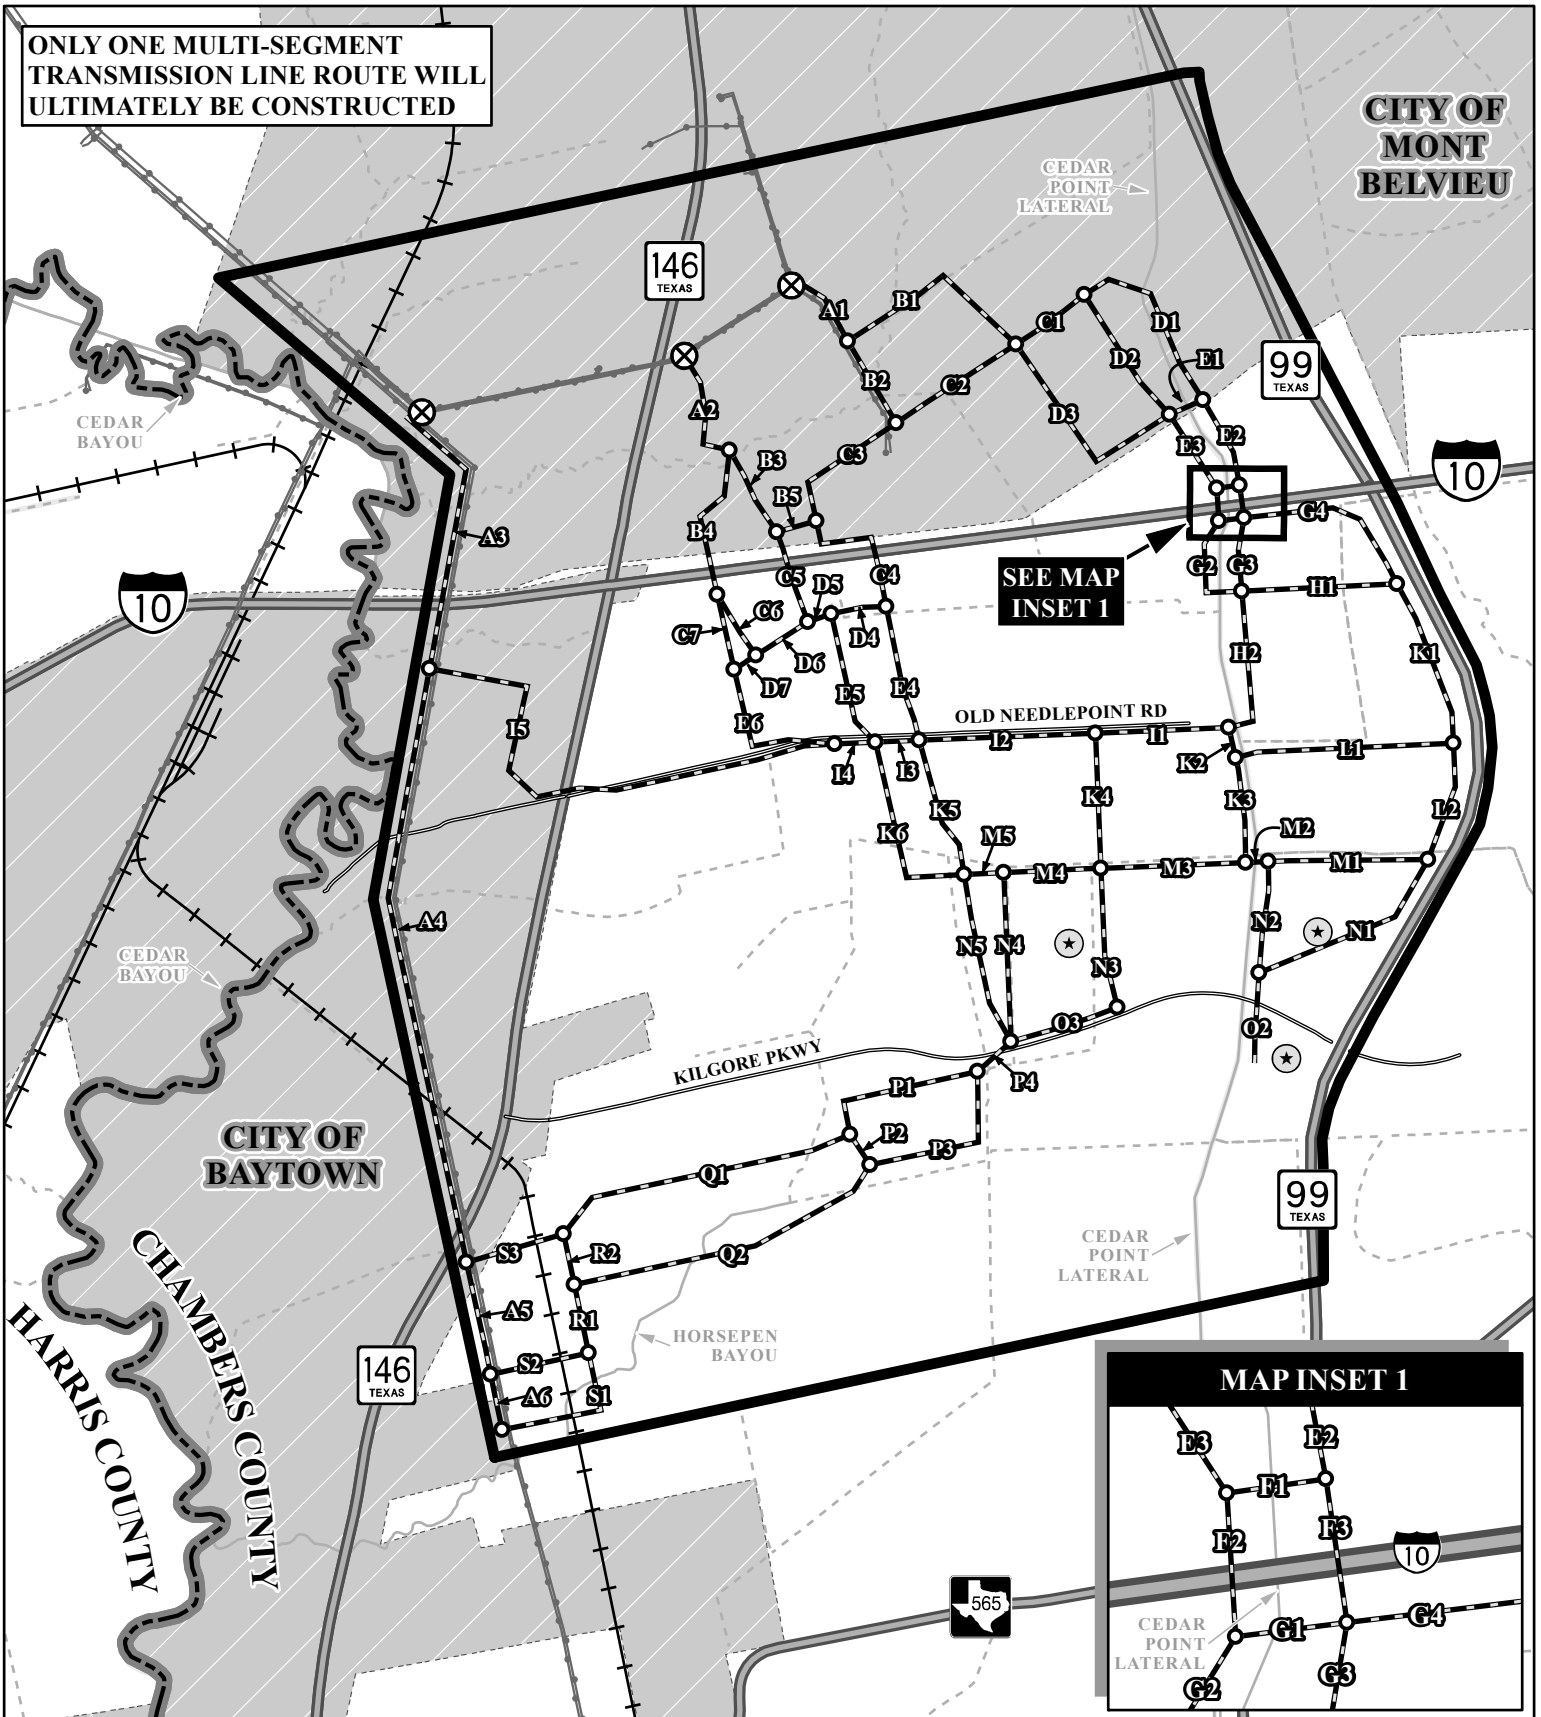 ONLY ONE MULTI-SEGMENT
TRANSMISSION LINE ROUTE WILL
ULTIMATELY BE CONSTRUCTED
CITY OF
MONT
BELVIEU
CEDAR
POINT
LATERAL
146
TEXAS
A1
B1
C1
D1
D2
E1
99
TEXAS
B2
C2
A2
D3
CEDAR
BAYOU
E2
E3
C3
B3
B5
10
B4
A3
G4
SEE MAP
INSET 1
G2
G3
C5
C4
D5
H1
10
C6
C7
D4
D6
D7
H2
K1
E5
E4
E6
I5
OLD NEEDLEPOINT RD
I2
I1
I4
I3
K2
L1
K4
K3
K5
K6
L2
M5
M2
M4
M3
M1
A4
N5
N4
N3
N2
N1
CEDAR
BAYOU
O3
O2
KILGORE PKWY
P4
P1
P2
P3
CITY OF
BAYTOWN
Q1
Q2
99
TEXAS
S3
R2
CEDAR
POINT
LATERAL
A5
R1
CHAMBERS COUNTY
HARRIS COUNTY
HORSEPEN
BAYOU
146
TEXAS
S2
A6
S1
MAP INSET 1
E3
E2
F1
F2
F3
10
G1
G4
CEDAR
POINT
LATERAL
G3
G2
565